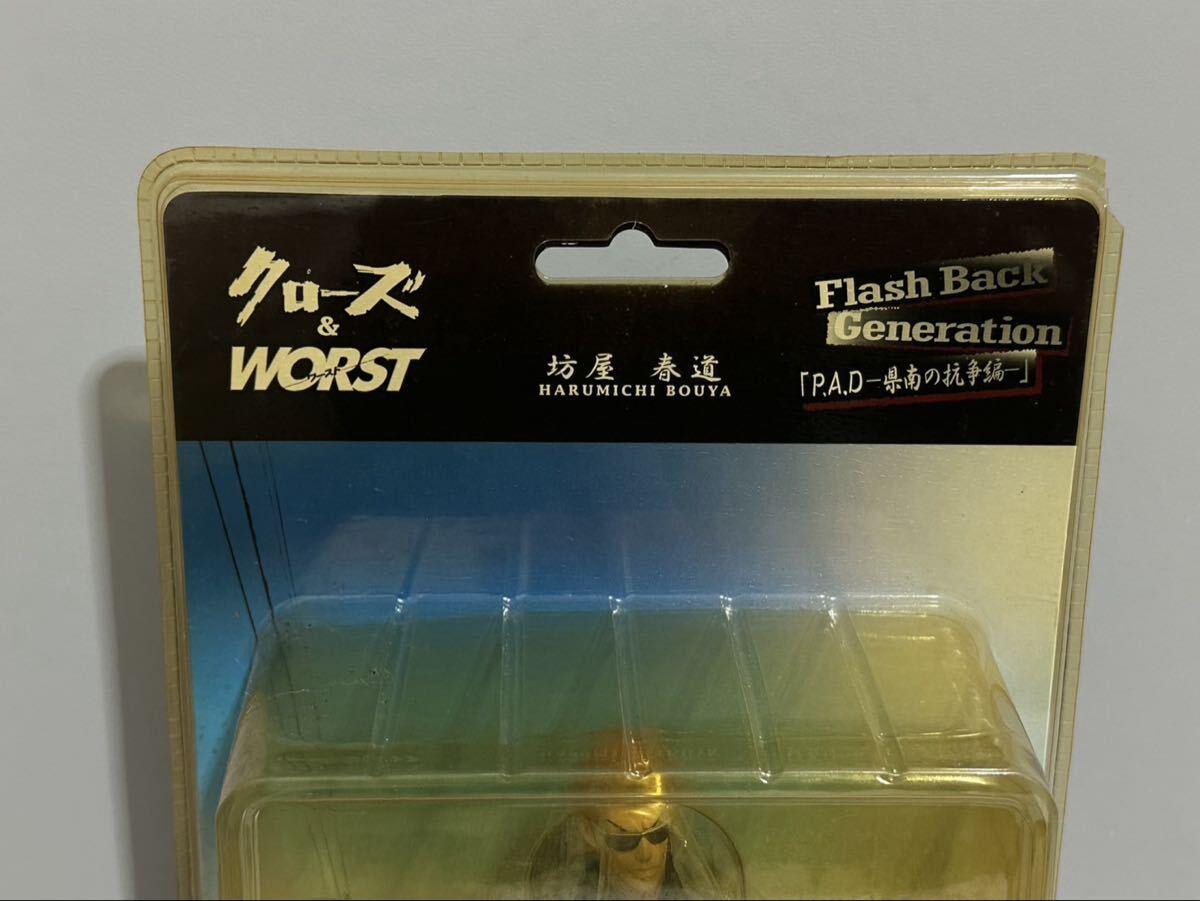 クローズ
&
WORST
ワースト
坊屋 春道
HARUMICHI BOUYA
Flash Back
Generation
「P.A.D-県南の抗争編-」